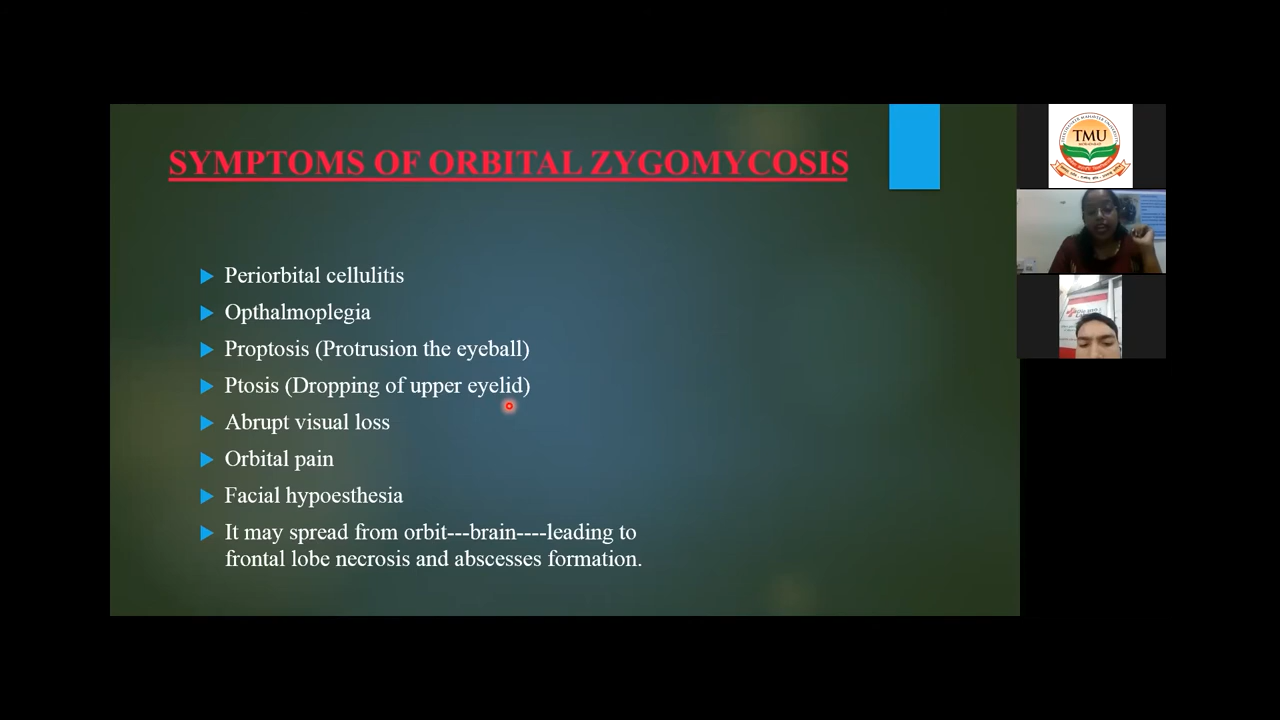 SYMPTOMS OF ORBITAL ZYGOMYCOSIS
Periorbital cellulitis
Opthalmoplegia
Proptosis (Protrusion the eyeball)
Ptosis (Dropping of upper eyelid)
Abrupt visual loss
Orbital pain
Facial hypoesthesia
It may spread from orbit---brain----leading to
frontal lobe necrosis and abscesses formation.
TMU